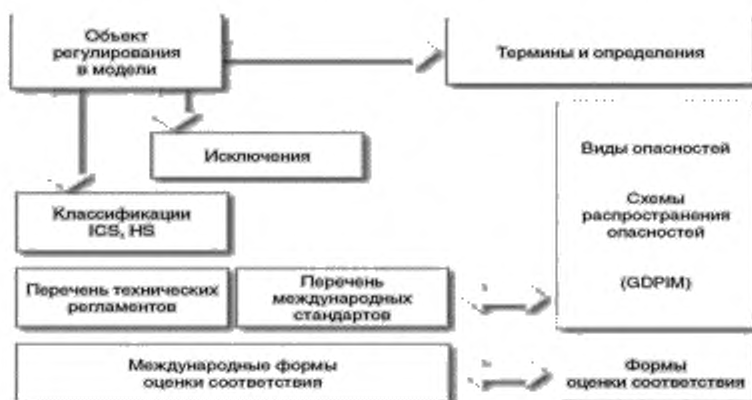 Объект
регулирования
в модели
Термины и определения
Исключения
Виды опасностей
Классификации
ICS, HS
Схемы
распространения
опасностей
Перечень технических
регламентов
Перечень
международных
стандартов
(GDPIM)
Международные формы
оценки соответствия
Формы
оценки соответствия